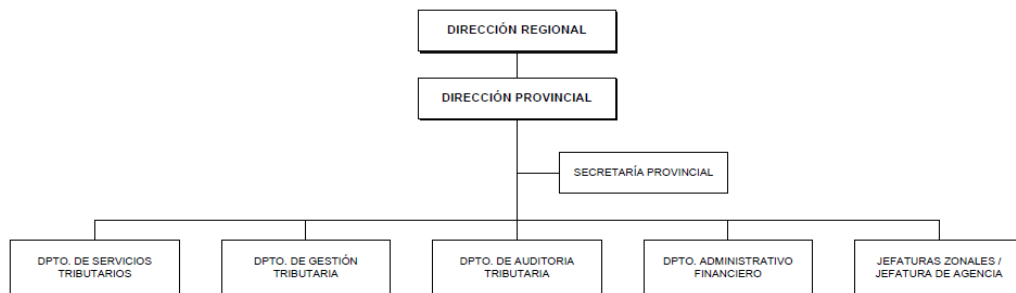 DIRECCIÓN REGIONAL
DIRECCIÓN PROVINCIAL
SECRETARÍA PROVINCIAL
DPTO. DE SERVICIOS
TRIBUTARIOS
DPTO. DE GESTIÓN
TRIBUTARIA
DPTO. DE AUDITORIA
TRIBUTARIA
DPTO. ADMINISTRATIVO
FINANCIERO
JEFATURAS ZONALES /
JEFATURA DE AGENCIA